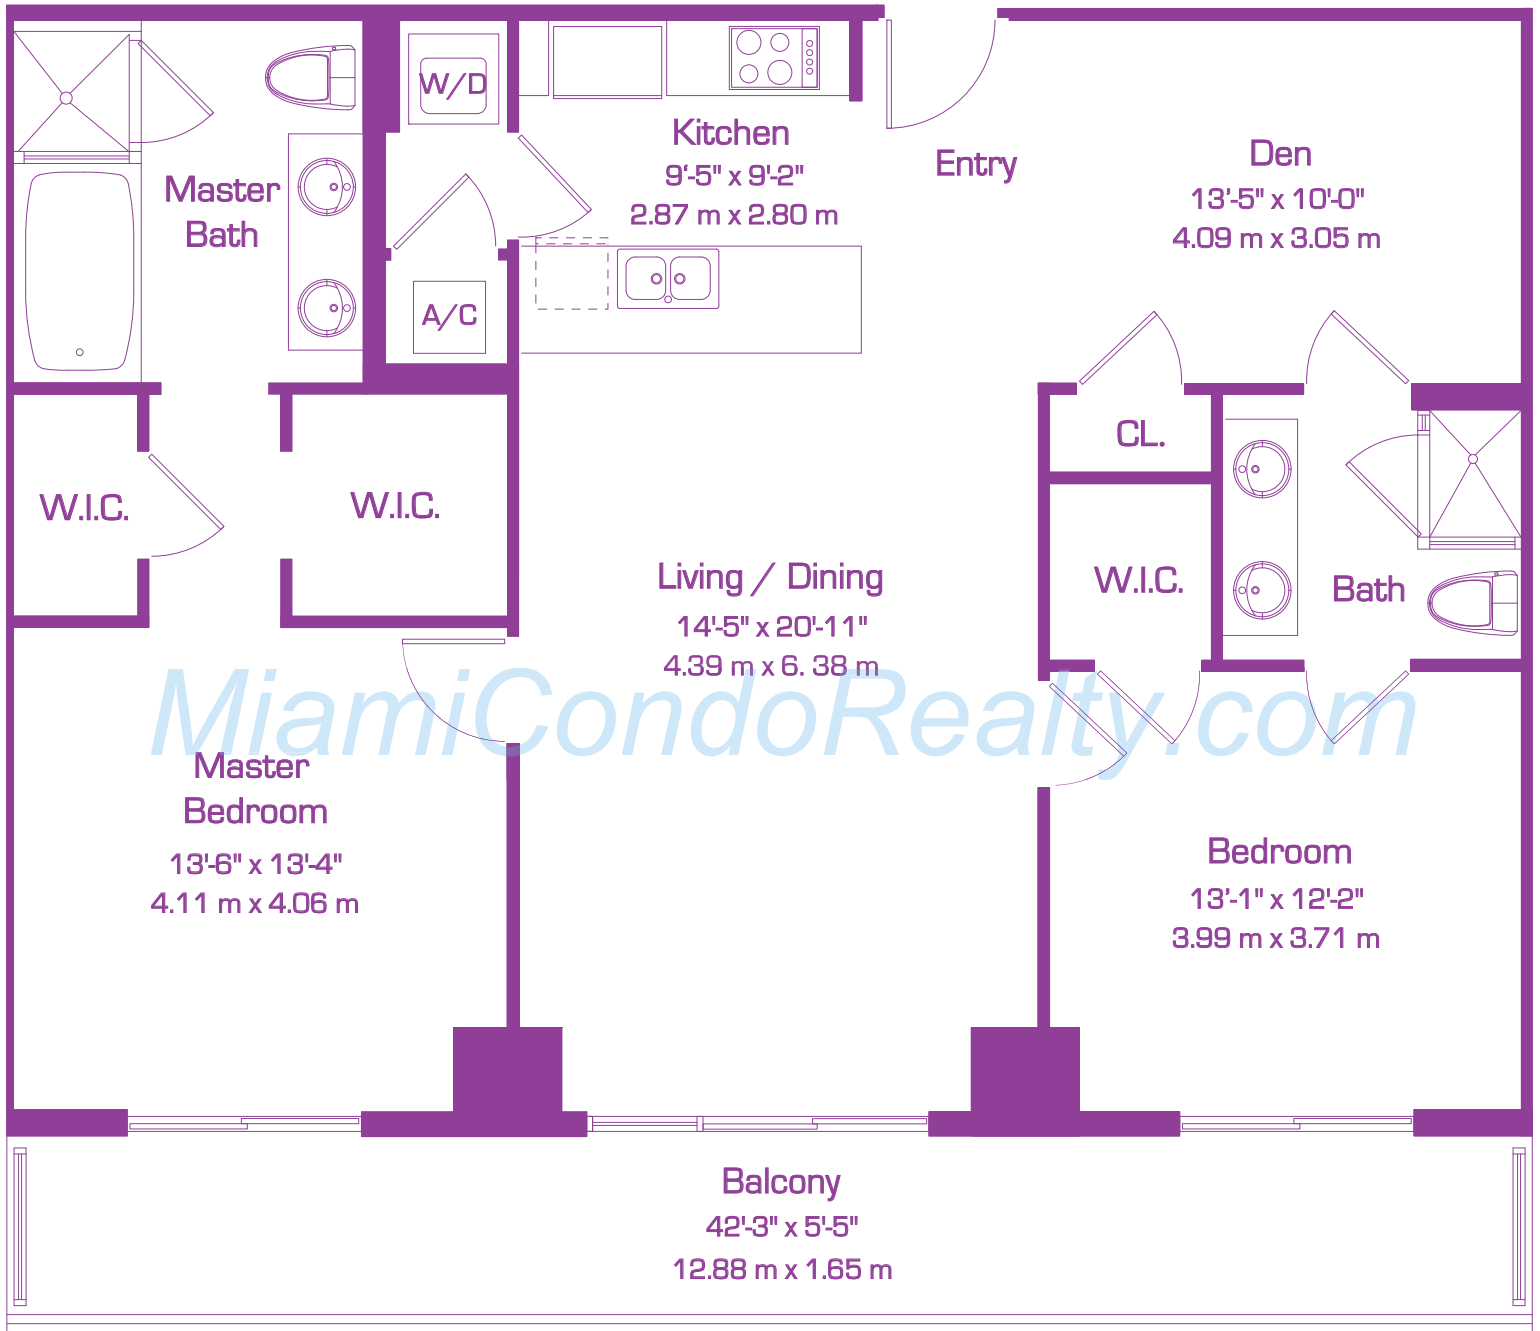 W/D
Kitchen
9'-5" x 9'-2"
2.87 m x 2.80 m
Entry
Den
13'-5" x 10'-0"
4.09 m x 3.05 m
Master
Bath
A/C
CL.
W.I.C.
W.I.C.
W.I.C.
Bath
Living / Dining
14'-5" x 20'-11"
4.39 m x 6. 38 m
MiamiCondoRealty.com
Master
Bedroom
13'-6" x 13'-4"
4.11 m x 4.06 m
Bedroom
13'-1" x 12'-2"
3.99 m x 3.71 m
Balcony
42'-3" x 5'-5"
12.88 m x 1.65 m